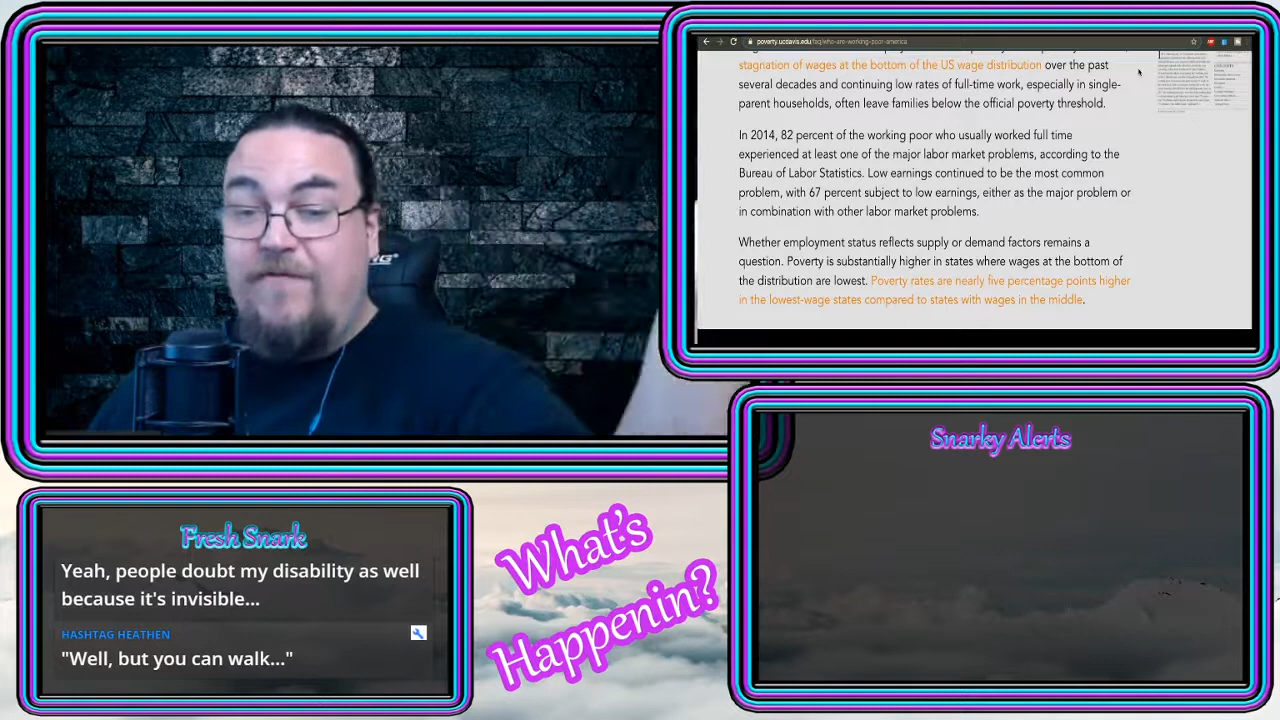 poverty.ucdavis.edu/faq/who-are-working-poor-america
stagnation of wages at the bottom of the US wage distribution over the past
several decades and continuing
full-time work, especially in single-
parent households, often leave families below the official poverty threshold.
In 2014, 82 percent of the working poor who usually worked full time
experienced at least one of the major labor market problems, according to the
Bureau of Labor Statistics. Low earnings continued to be the most common
problem, with 67 percent subject to low earnings, either as the major problem or
in combination with other labor market problems.
Whether employment status reflects supply or demand factors remains a
question. Poverty is substantially higher in states where wages at the bottom of
the distribution are lowest. Poverty rates are nearly five percentage points higher
in the lowest-wage states compared to states with wages in the middle.
Snarky Alerts
Fresh Snark
Yeah, people doubt my disability as well
because it's invisible...
HASHTAG HEATHEN
"Well, but you can walk..."
What's
Happenin?